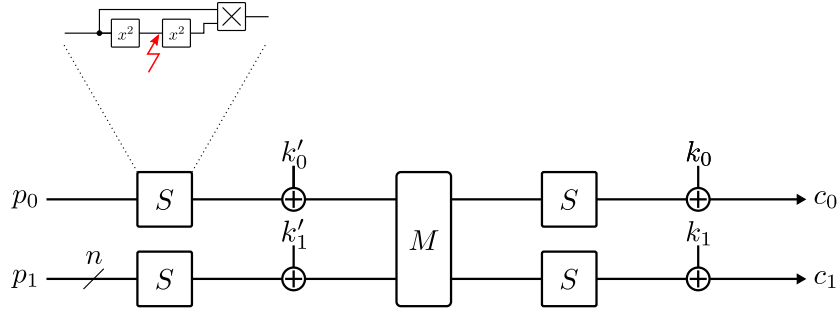 x² x² ×
k′₀ k₀
p₀ S + M S + c₀
k′₁ k₁
n
p₁ S + S + c₁